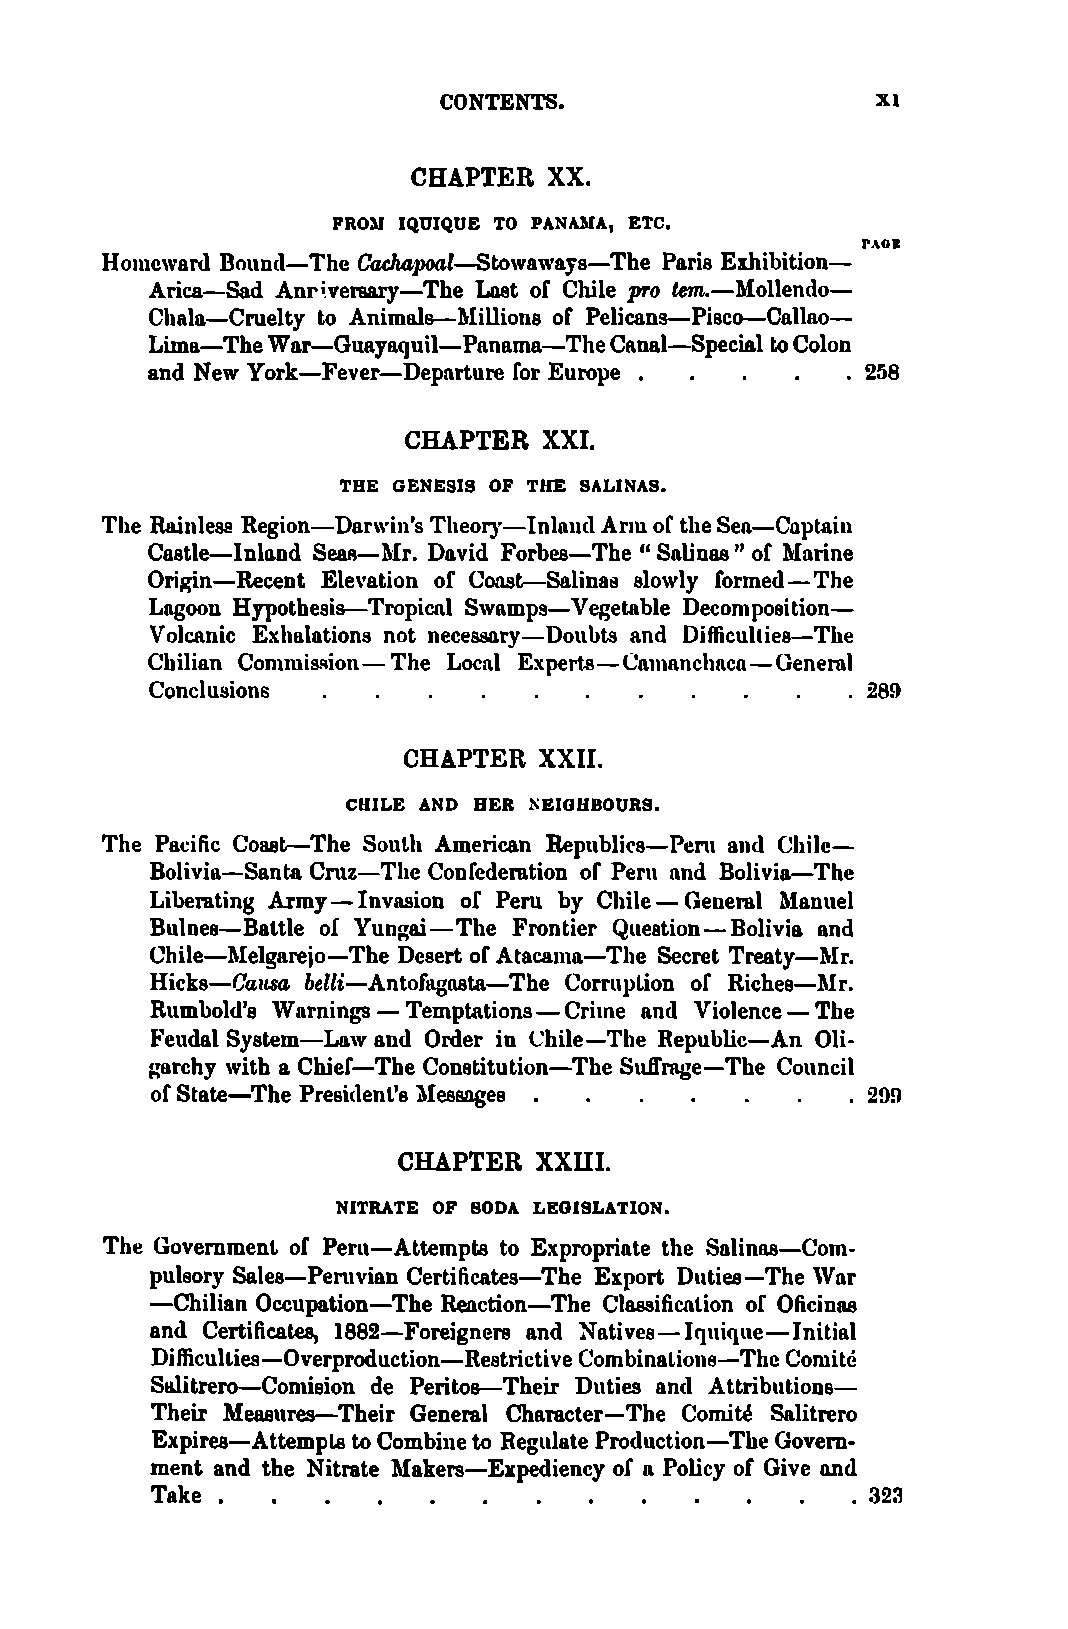 CONTENTS. xi
CHAPTER XX.
FROM IQUIQUE TO PANAMA, ETC.
PAGE
Homeward Bound—The Cachapoal—Stowaways—The Paris Exhibition—
Arica—Sad Anniversary—The Last of Chile pro tem.—Mollendo—
Chala—Cruelty to Animals—Millions of Pelicans—Pisco—Callao—
Lima—The War—Guayaquil—Panama—The Canal—Special to Colon
and New York—Fever—Departure for Europe . . . . . 258
CHAPTER XXI.
THE GENESIS OF THE SALINAS.
The Rainless Region—Darwin's Theory—Inland Arm of the Sea—Captain
Castle—Inland Seas—Mr. David Forbes—The "Salinas" of Marine
Origin—Recent Elevation of Coast—Salinas slowly formed—The
Lagoon Hypothesis—Tropical Swamps—Vegetable Decomposition—
Volcanic Exhalations not necessary—Doubts and Difficulties—The
Chilian Commission—The Local Experts—Camanchaca—General
Conclusions . . . . . . . . . . . 289
CHAPTER XXII.
CHILE AND HER NEIGHBOURS.
The Pacific Coast—The South American Republics—Peru and Chile—
Bolivia—Santa Cruz—The Confederation of Peru and Bolivia—The
Liberating Army—Invasion of Peru by Chile—General Manuel
Bulnes—Battle of Yungai—The Frontier Question—Bolivia and
Chile—Melgarejo—The Desert of Atacama—The Secret Treaty—Mr.
Hicks—Causa belli—Antofagasta—The Corruption of Riches—Mr.
Rumbold's Warnings—Temptations—Crime and Violence—The
Feudal System—Law and Order in Chile—The Republic—An Oli-
garchy with a Chief—The Constitution—The Suffrage—The Council
of State—The President's Messages . . . . . . . 299
CHAPTER XXIII.
NITRATE OF SODA LEGISLATION.
The Government of Peru—Attempts to Expropriate the Salinas—Com-
pulsory Sales—Peruvian Certificates—The Export Duties—The War
—Chilian Occupation—The Reaction—The Classification of Oficinas
and Certificates, 1882—Foreigners and Natives—Iquique—Initial
Difficulties—Overproduction—Restrictive Combinations—The Comité
Salitrero—Comision de Peritos—Their Duties and Attributions—
Their Measures—Their General Character—The Comité Salitrero
Expires—Attempts to Combine to Regulate Production—The Govern-
ment and the Nitrate Makers—Expediency of a Policy of Give and
Take . . . . . . . . . . . . . 323